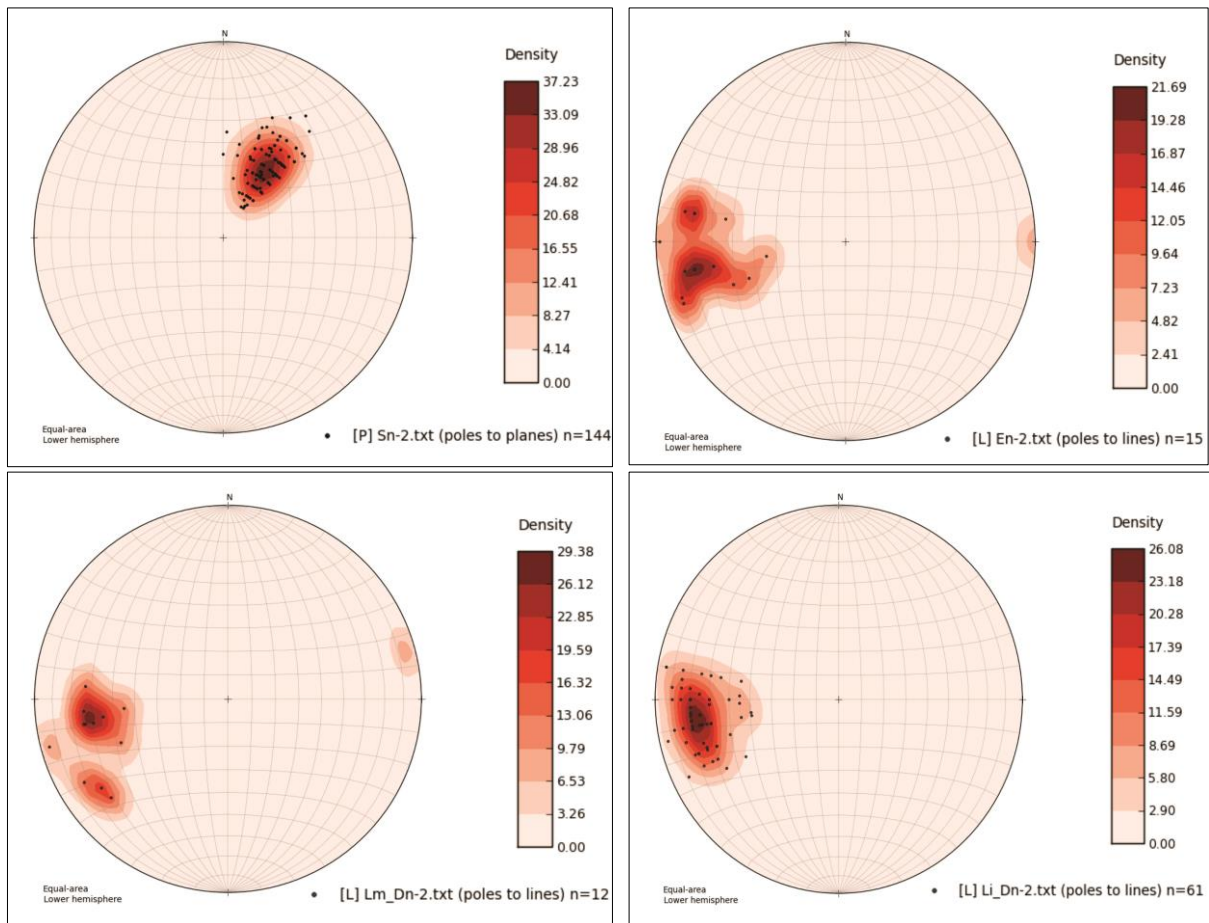 N
Density
37.23
33.09
28.96
24.82
20.68
16.55
12.41
8.27
4.14
0.00
Equal-area
Lower hemisphere
[P] Sn-2.txt (poles to planes) n=144
N
Density
21.69
19.28
16.87
14.46
12.05
9.64
7.23
4.82
2.41
0.00
Equal-area
Lower hemisphere
[L] En-2.txt (poles to lines) n=15
N
Density
29.38
26.12
22.85
19.59
16.32
13.06
9.79
6.53
3.26
0.00
Equal-area
Lower hemisphere
[L] Lm_Dn-2.txt (poles to lines) n=12
N
Density
26.08
23.18
20.28
17.39
14.49
11.59
8.69
5.80
2.90
0.00
Equal-area
Lower hemisphere
[L] Li_Dn-2.txt (poles to lines) n=61